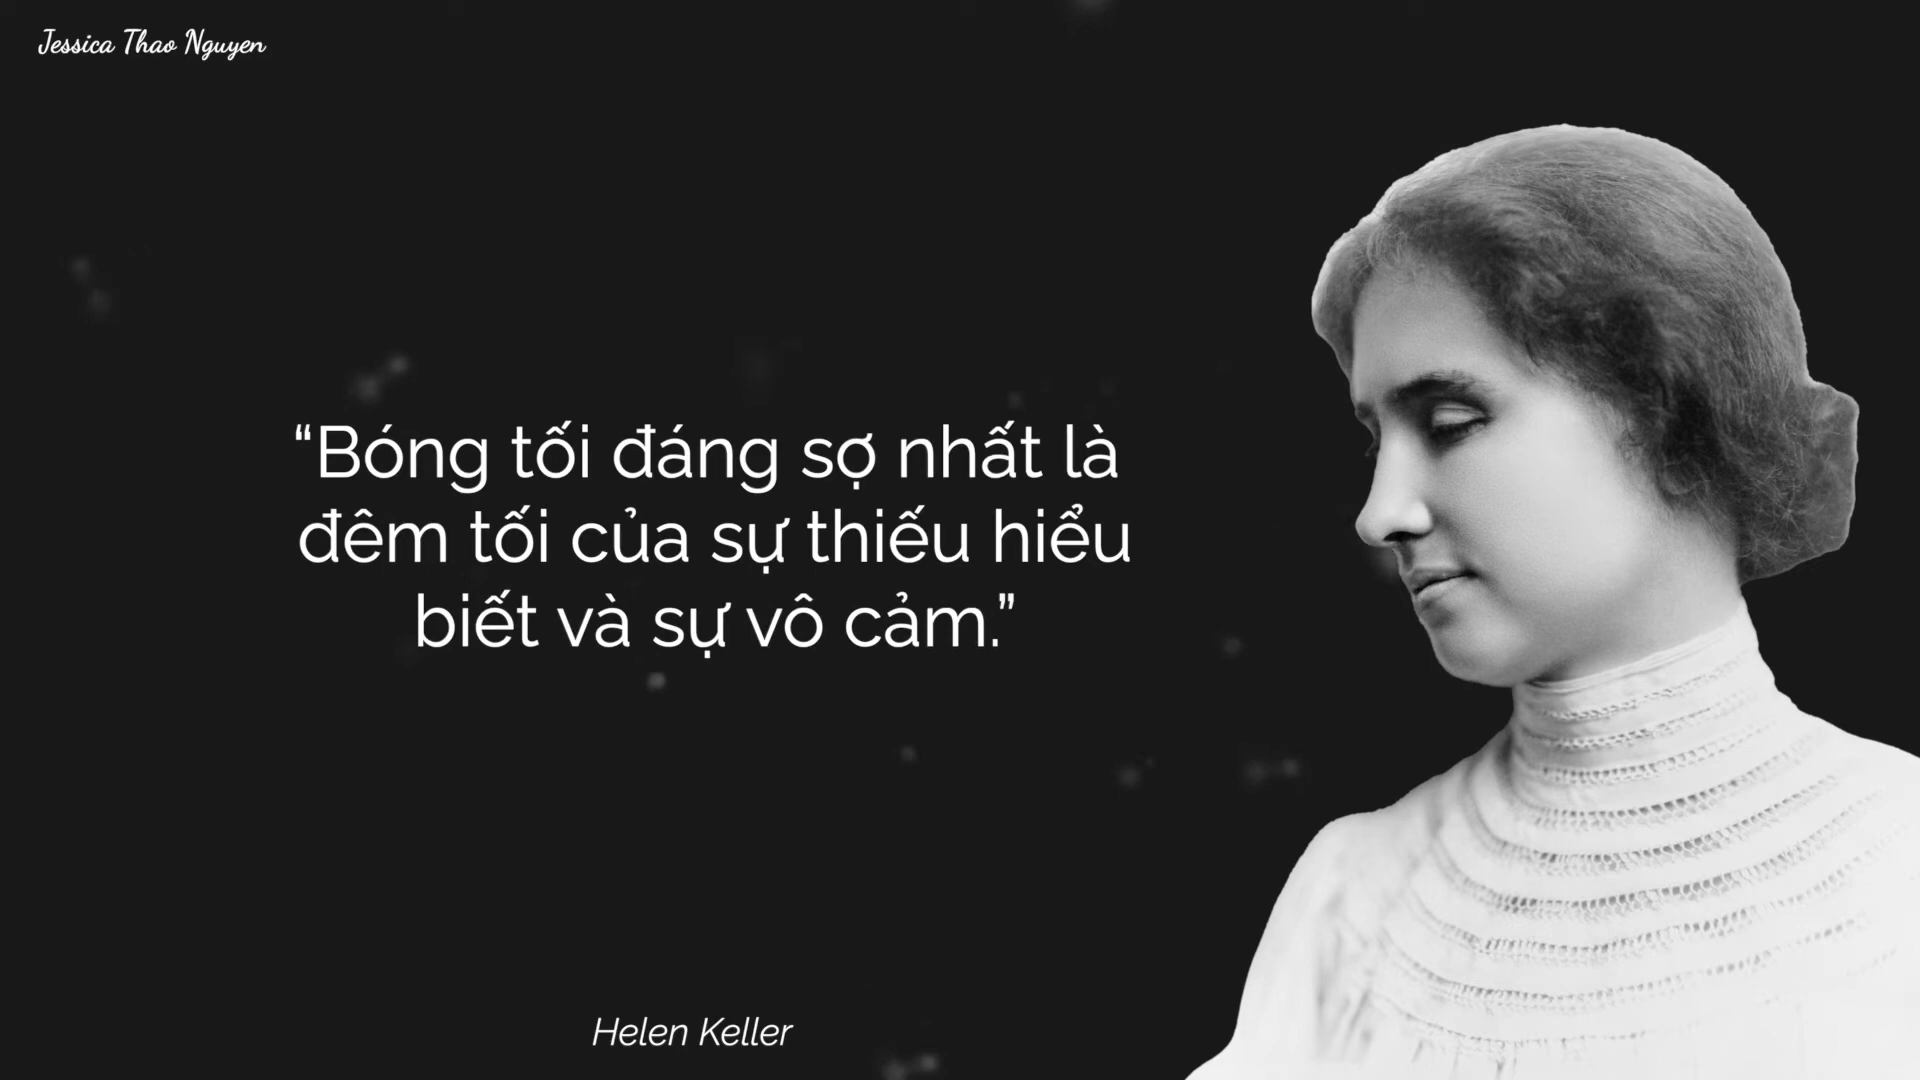 Jessica Thao Nguyen
“Bóng tối đáng sợ nhất là
đêm tối của sự thiếu hiểu
biết và sự vô cảm.”
Helen Keller